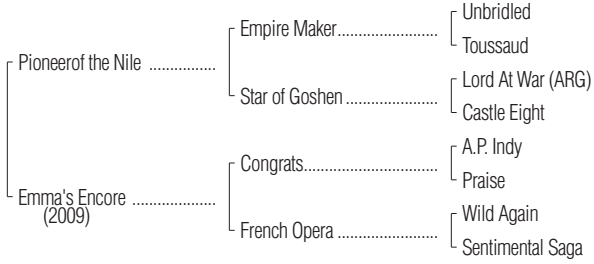 Unbridled
Empire Maker........................
Toussaud
Pioneerof the Nile ................
Lord At War (ARG)
Star of Goshen ......................
Castle Eight
A.P. Indy
Congrats................................
Praise
Emma's Encore ....................
(2009)
Wild Again
French Opera ........................
Sentimental Saga